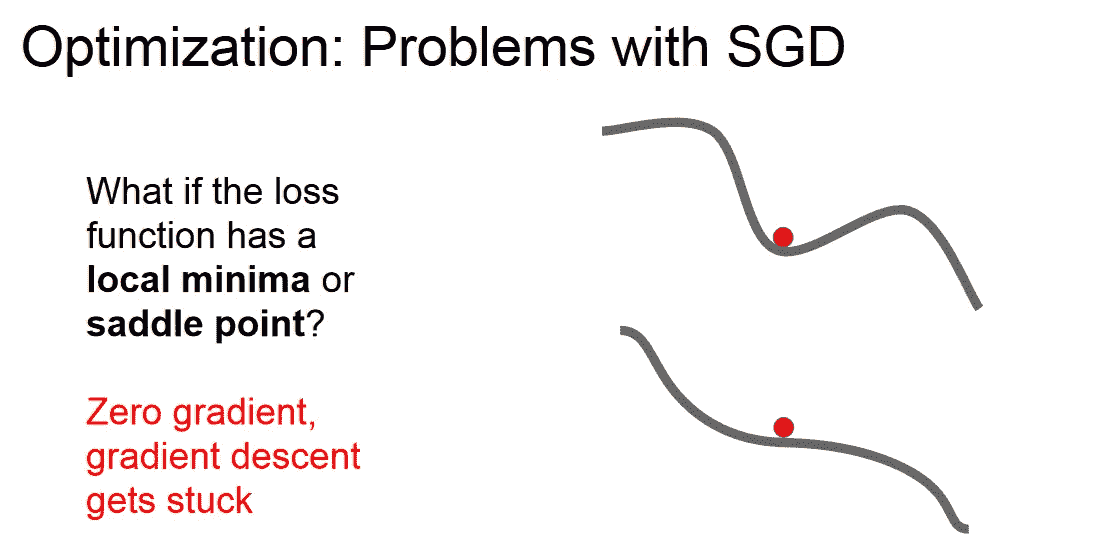 Optimization: Problems with SGD
What if the loss
function has a
local minima or
saddle point?
Zero gradient,
gradient descent
gets stuck